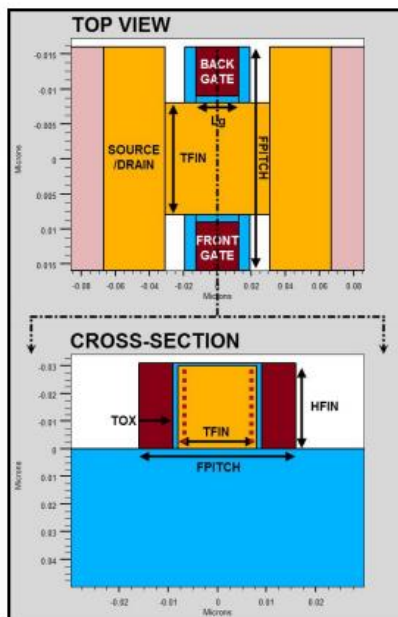 TOP VIEW
-0.015
-0.01
-0.005
0
0.005
0.01
0.015
Microns
BACK
GATE
Lg
SOURCE
/DRAIN
TFIN
FPITCH
FRONT
GATE
-0.08 -0.06 -0.04 -0.02 0 0.02 0.04 0.06 0.08
Microns
CROSS-SECTION
-0.03
-0.02
-0.01
0
0.01
0.02
0.03
0.04
Microns
TOX
TFIN
HFIN
FPITCH
-0.02 -0.01 0 0.01 0.02
Microns